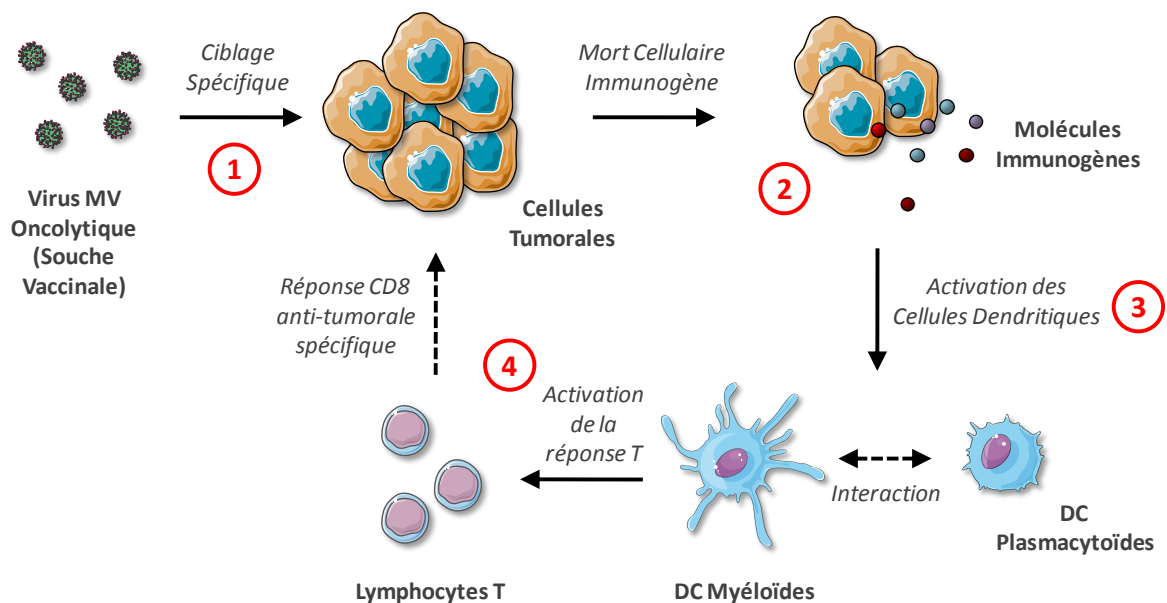 Ciblage
Spécifique
1
Virus MV
Oncolytique
(Souche
Vaccinale)
Cellules
Tumorales
Mort Cellulaire
Immunogène
2
Molécules
Immunogènes
Activation des
Cellules Dendritiques
3
Réponse CD8
anti-tumorale
spécifique
4
Activation
de la
réponse T
Interaction
DC
Plasmacytoïdes
Lymphocytes T
DC Myéloïdes